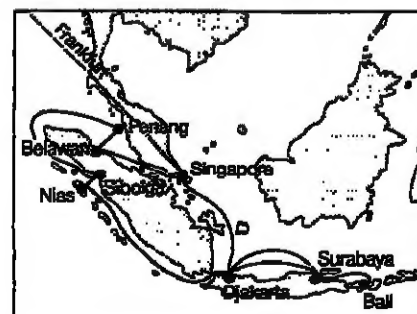 Frankfurt
Penang
Belawan
Singapore
Nias
Sibolga
Surabaya
Djakarta
Bali